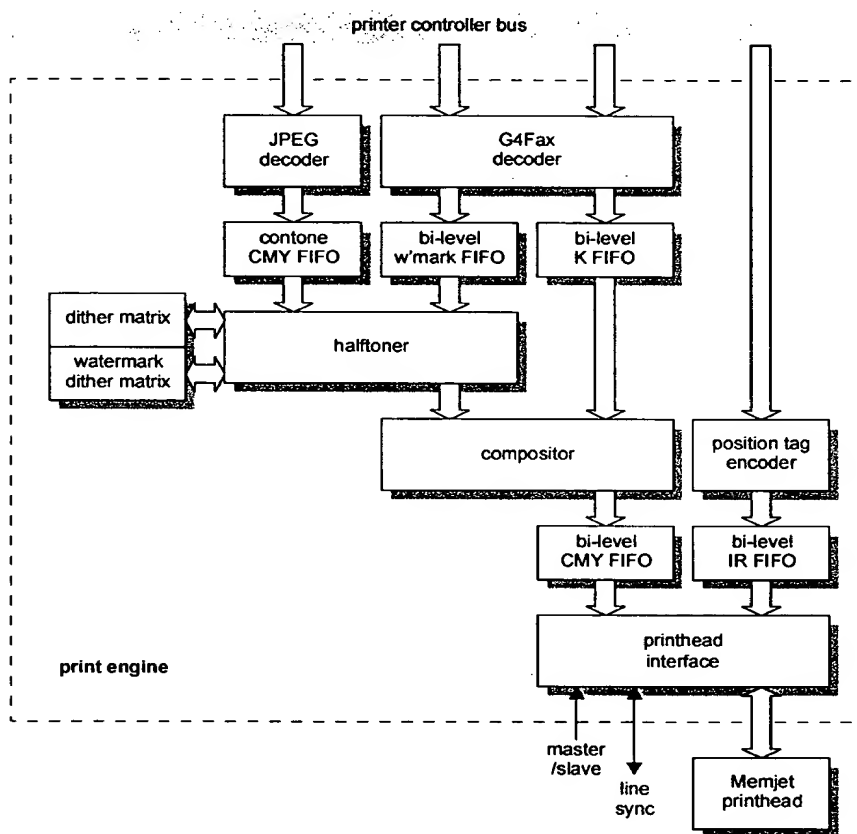 printer controller bus
JPEG
decoder
G4Fax
decoder
contone
CMY FIFO
bi-level
w'mark FIFO
bi-level
K FIFO
dither matrix
watermark
dither matrix
halftoner
compositor
position tag
encoder
bi-level
CMY FIFO
bi-level
IR FIFO
printhead
interface
print engine
master
/slave
line
sync
Memjet
printhead